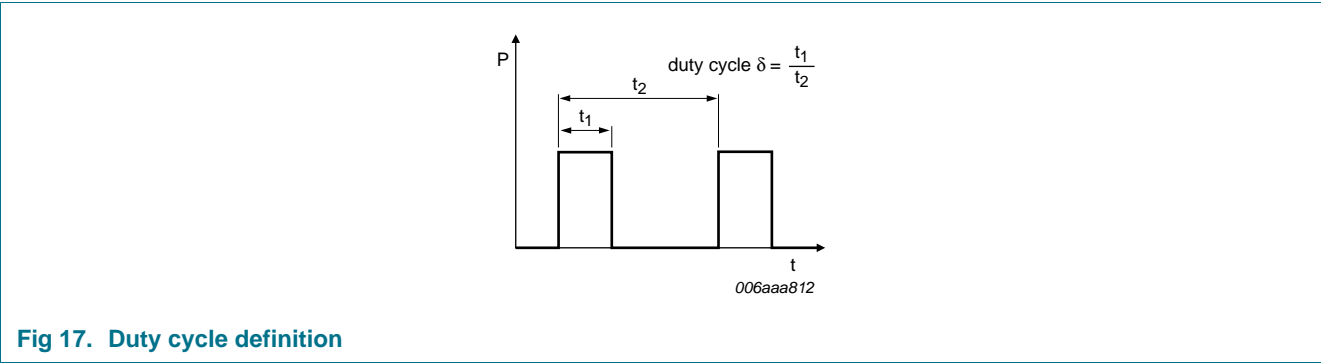 P
duty cycle δ = t1
t2
t2
t1
t
006aaa812
Fig 17. Duty cycle definition